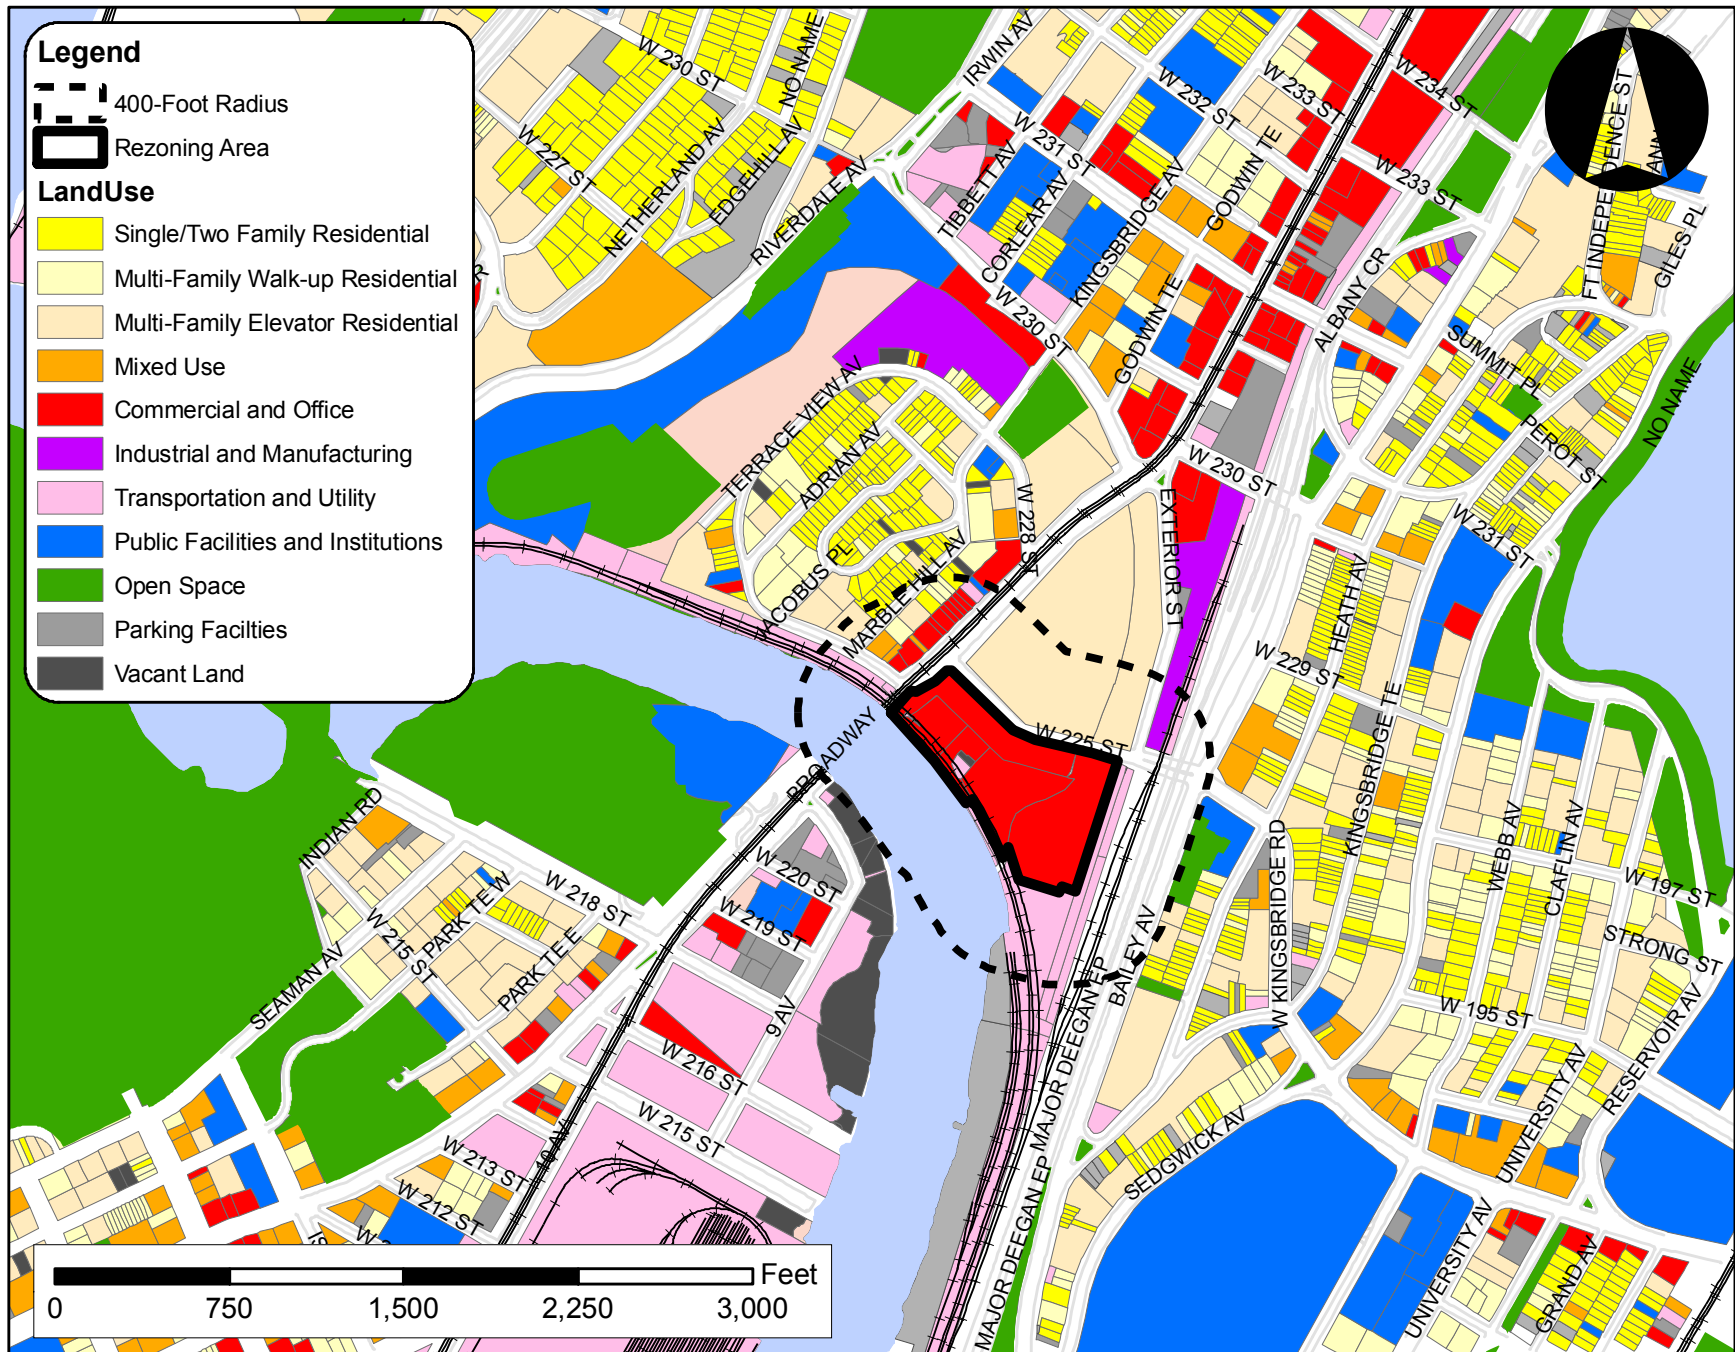 Legend
400-Foot Radius
Rezoning Area
LandUse
Single/Two Family Residential
Multi-Family Walk-up Residential
Multi-Family Elevator Residential
Mixed Use
Commercial and Office
Industrial and Manufacturing
Transportation and Utility
Public Facilities and Institutions
Open Space
Parking Facilties
Vacant Land
W 230 ST
NO NAME
IRWIN AV
W 227 ST
NETHERLAND AV
EDGEHILL AV
RIVERDALE AV
W 231 ST
TIBBETT AV
CORLEAR AV
W 232 ST
KINGSBRIDGE AV
W 233 ST
GODWIN TE
W 234 ST
W 233 ST
FT INDEPENDENCE ST
GILES PL
ALBANY CR
W 230 ST
GODWIN TE
SUMMIT PL
NO NAME
PEROT ST
TERRACE VIEW AV
ADRIAN AV
W 230 ST
W 231 ST
W 228 ST
EXTERIOR ST
JACOBUS PL
MARBLE HILL AV
HEATH AV
W 229 ST
KINGSBRIDGE TE
BROADWAY
W 225 ST
INDIAN RD
W 220 ST
W 218 ST
W 219 ST
PARK TE W
W 215 ST
PARK TE E
SEAMAN AV
9 AV
W 216 ST
W 215 ST
W 213 ST
10 AV
W 212 ST
W KINGSBRIDGE RD
WEBB AV
CLAFLIN AV
W 197 ST
STRONG ST
BAILEY AV
W 195 ST
RESERVOIR AV
MAJOR DEEGAN EP
MAJOR DEEGAN EP
SEDGWICK AV
UNIVERSITY AV
UNIVERSITY AV
GRAND AV
Feet
0 750 1,500 2,250 3,000